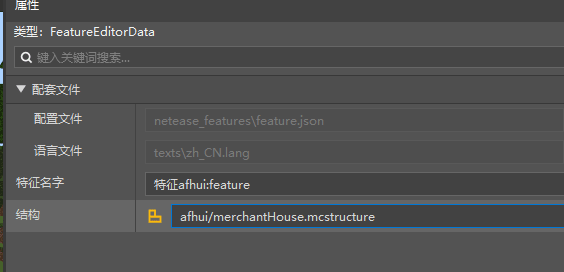 属性
类型：FeatureEditorData
键入关键词搜索...
配套文件
配置文件 netease_features\feature.json
语言文件 texts\zh_CN.lang
特征名字 特征afhui:feature
结构 afhui/merchantHouse.mcstructure